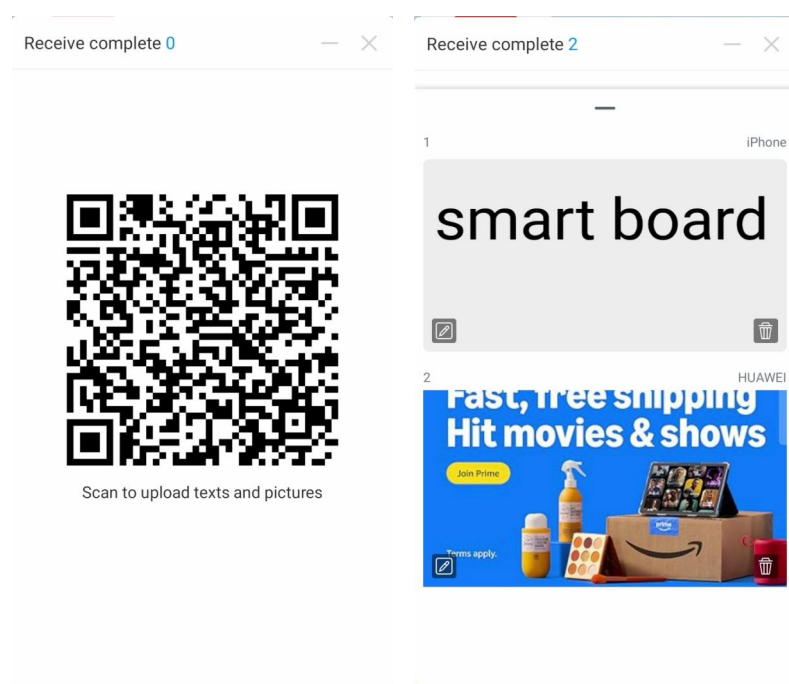 Receive complete 0
Scan to upload texts and pictures
Receive complete 2
1 iPhone
smart board
2 HUAWEI
Fast, free shipping
Hit movies & shows
Join Prime
prime
Terms apply.